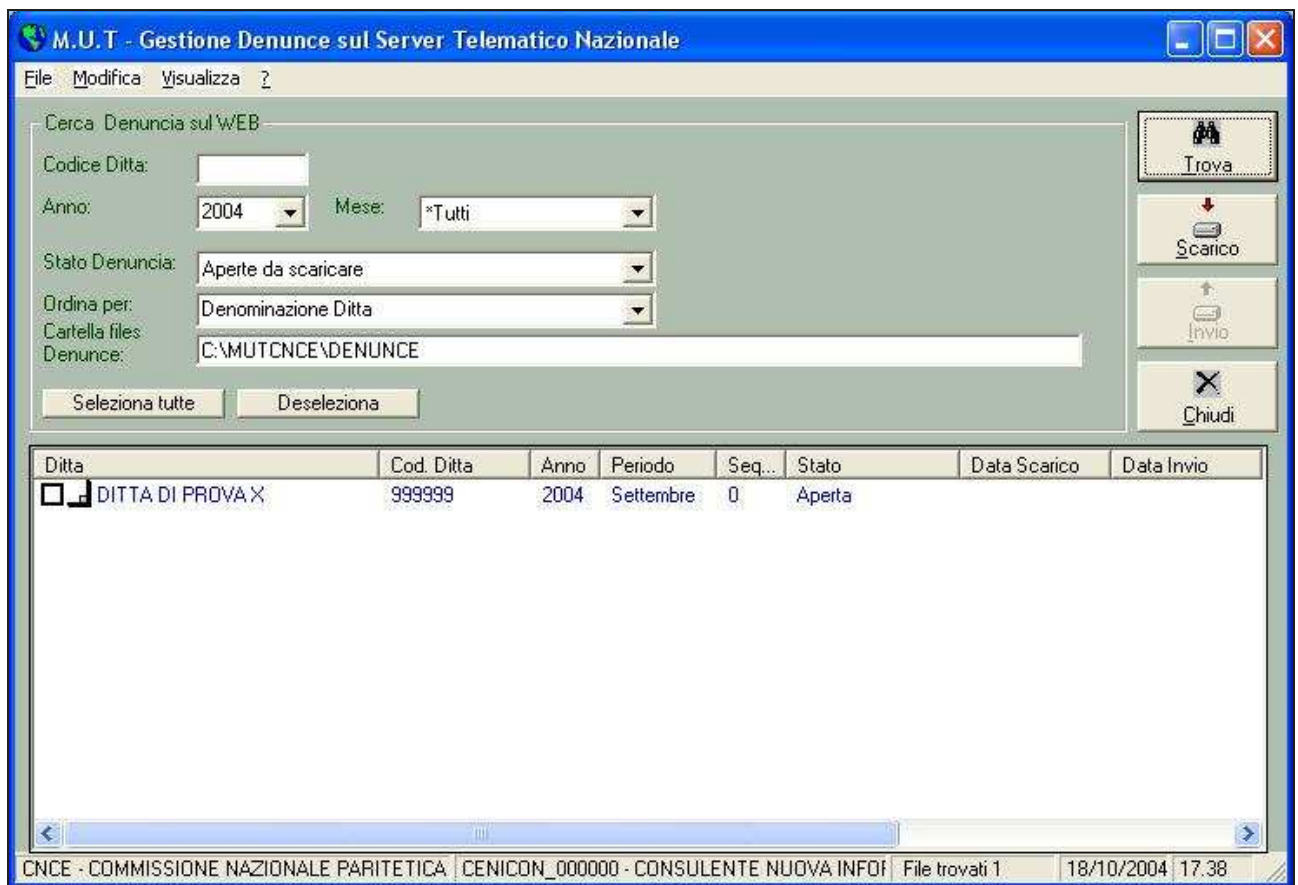 M.U.T - Gestione Denunce sul Server Telematico Nazionale
File Modifica Visualizza ?
Cerca Denuncia sul WEB
Codice Ditta:
Anno: 2004 Mese: *Tutti
Stato Denuncia: Aperte da scaricare
Ordina per: Denominazione Ditta
Cartella files
Denunce: C:\MUTCNCE\DENUNCE
Seleziona tutte Deseleziona
Trova
Scarico
Invio
Chiudi
Ditta Cod. Ditta Anno Periodo Seq... Stato Data Scarico Data Invio
DITTA DI PROVA X 999999 2004 Settembre 0 Aperta
CNCE - COMMISSIONE NAZIONALE PARITETICA CENICON_000000 - CONSULENTE NUOVA INFOR File trovati 1 18/10/2004 17.38